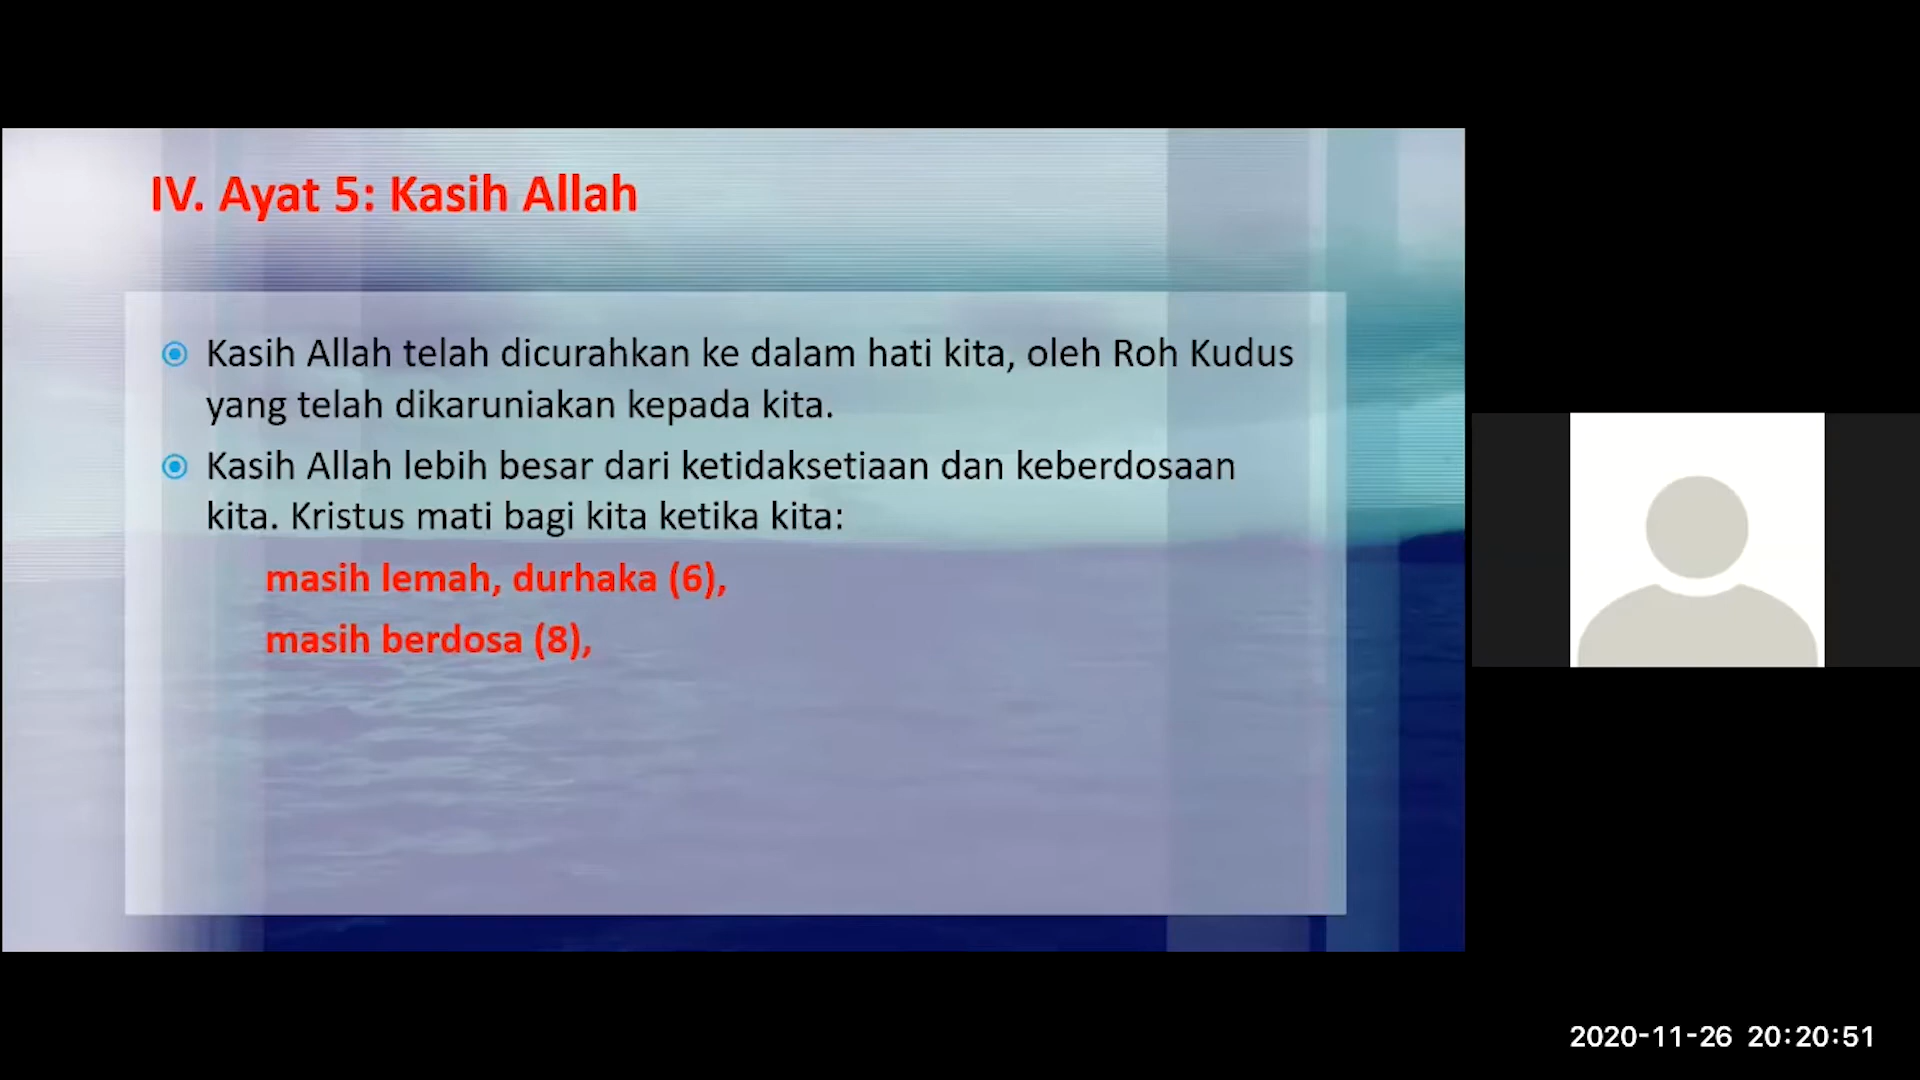 IV. Ayat 5: Kasih Allah
Kasih Allah telah dicurahkan ke dalam hati kita, oleh Roh Kudus
yang telah dikaruniakan kepada kita.
Kasih Allah lebih besar dari ketidaksetiaan dan keberdosaan
kita. Kristus mati bagi kita ketika kita:
masih lemah, durhaka (6),
masih berdosa (8),
2020-11-26 20:20:51